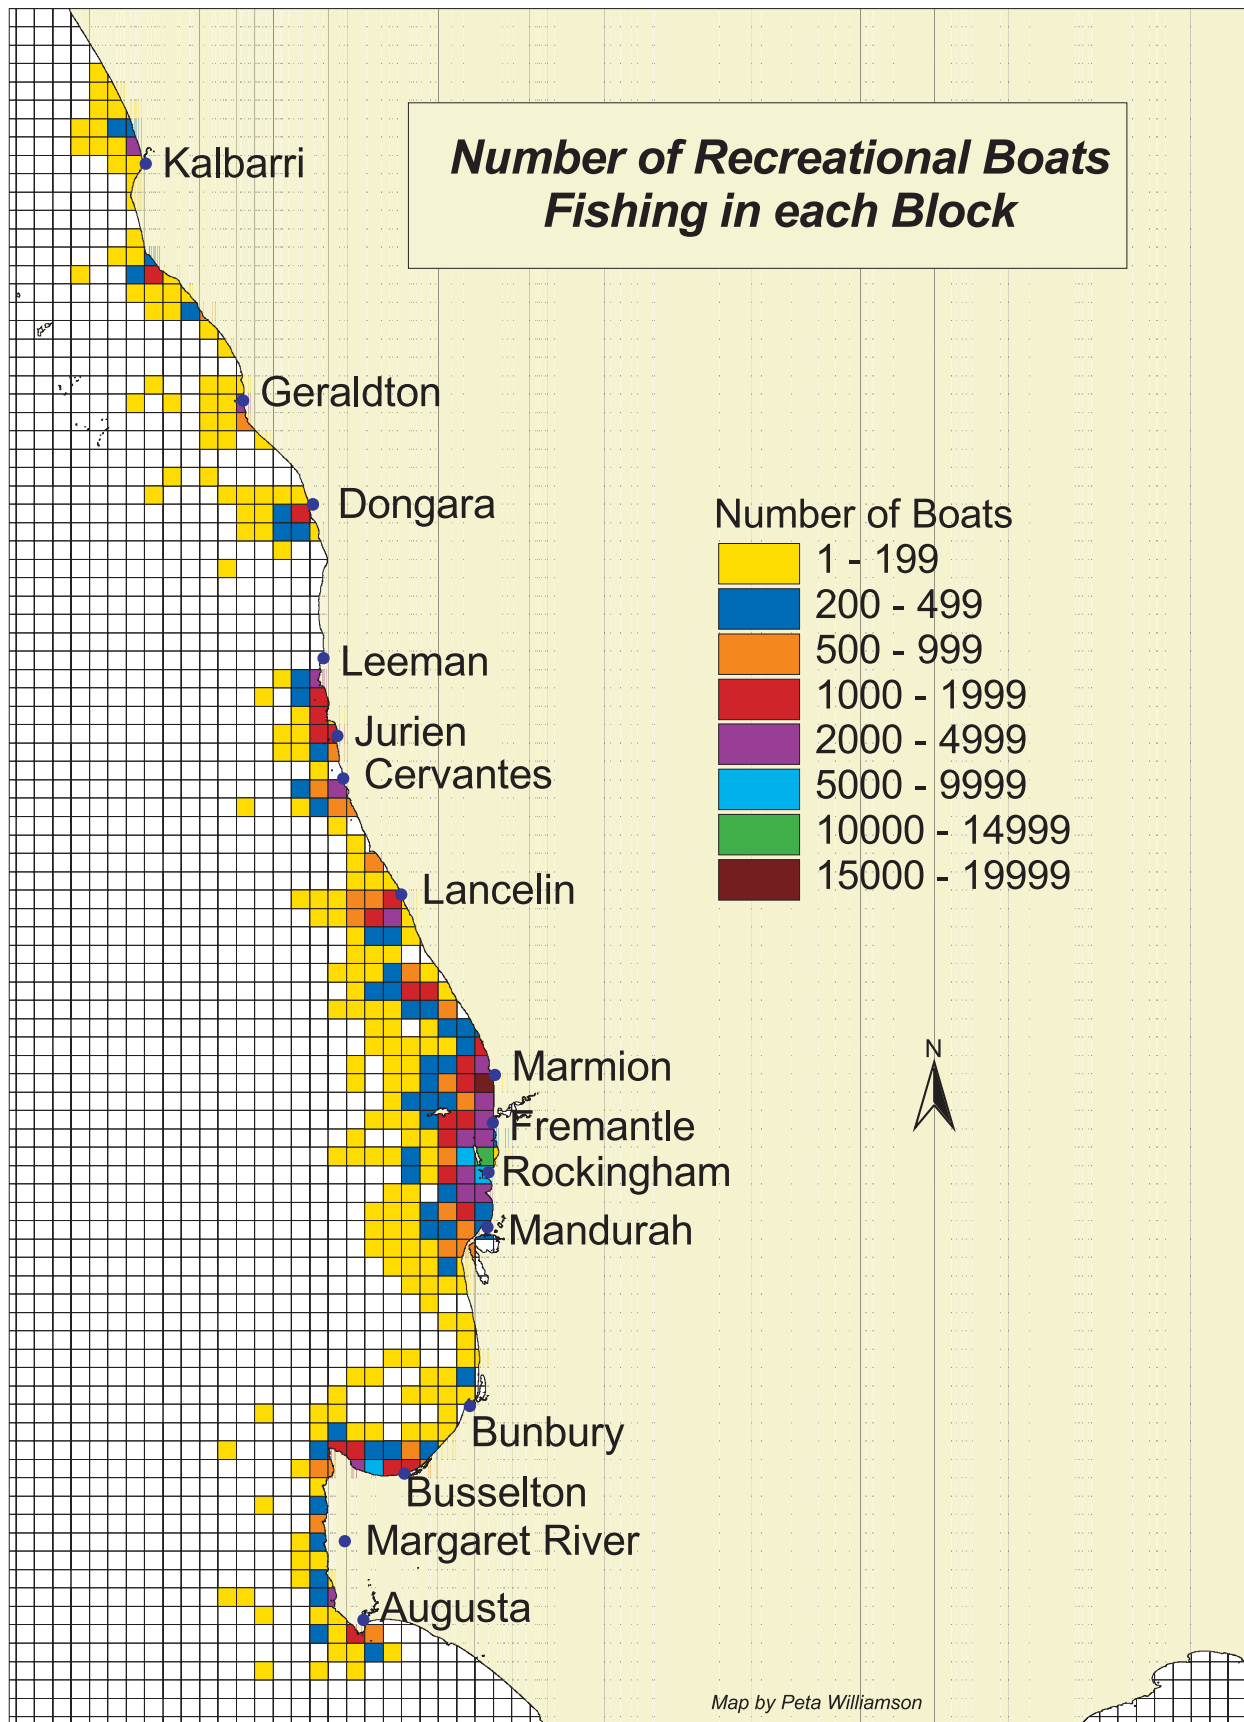 Number of Recreational Boats
Fishing in each Block
Kalbarri
Geraldton
Dongara
Leeman
Jurien
Cervantes
Lancelin
Marmion
Fremantle
Rockingham
Mandurah
Bunbury
Busselton
Margaret River
Augusta
Number of Boats
1 - 199
200 - 499
500 - 999
1000 - 1999
2000 - 4999
5000 - 9999
10000 - 14999
15000 - 19999
N
Map by Peta Williamson